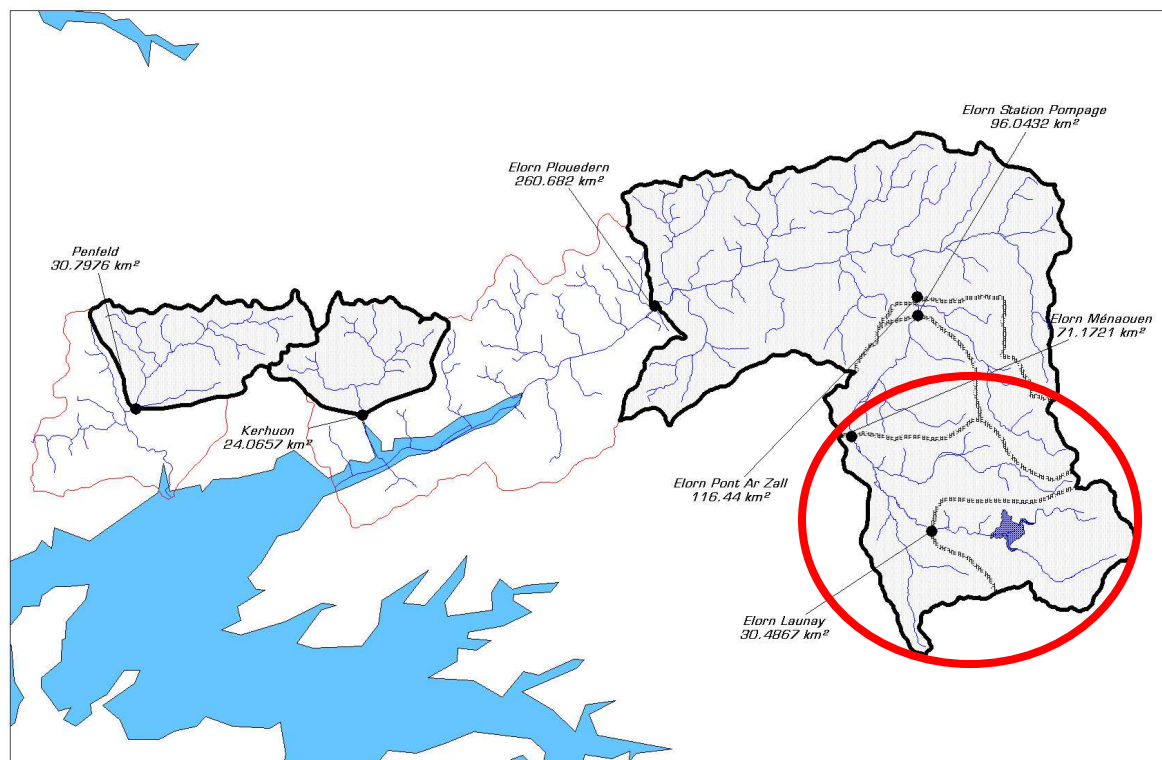 Elorn Station Pompage
96.0432 km²
Elorn Plouedern
260.682 km²
Penfeld
30.7976 km²
Elorn Ménaouen
71.1721 km²
Kerhuon
24.0657 km²
Elorn Pont Ar Zall
116.44 km²
Elorn Launay
30.4867 km²